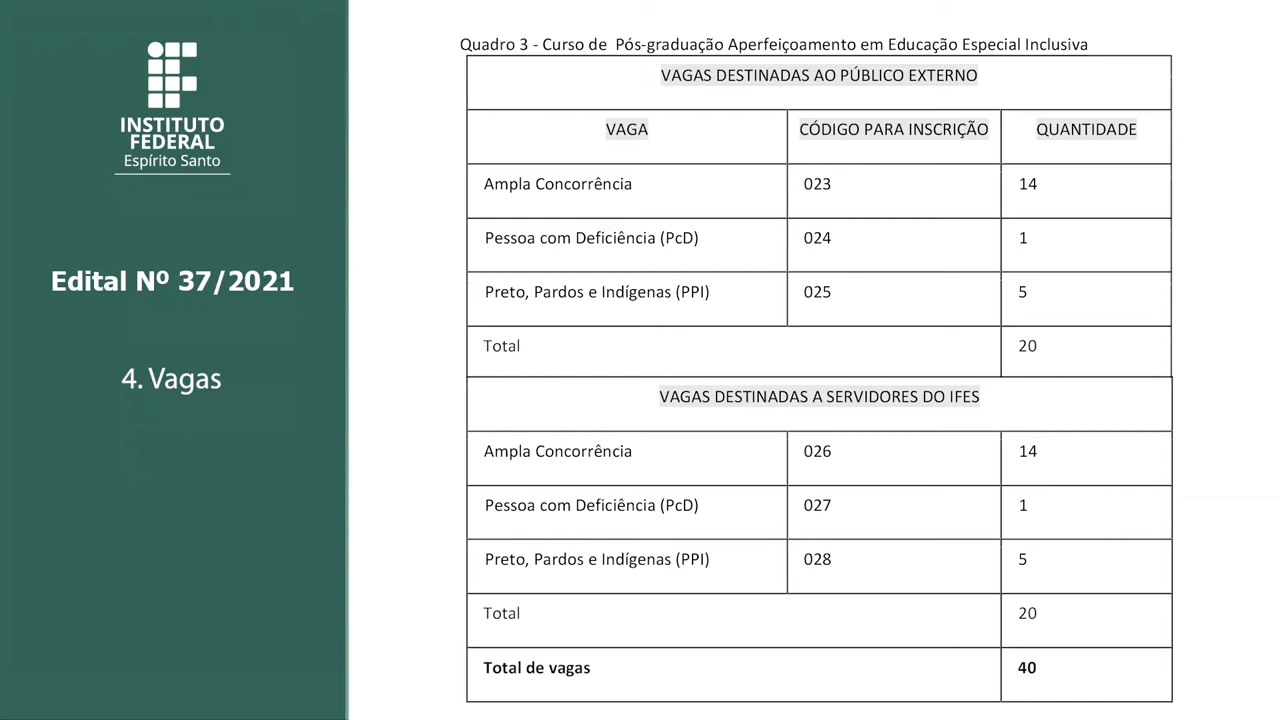 INSTITUTO
FEDERAL
Espírito Santo
Edital Nº 37/2021
4. Vagas
Quadro 3 - Curso de Pós-graduação Aperfeiçoamento em Educação Especial Inclusiva
VAGAS DESTINADAS AO PÚBLICO EXTERNO
VAGA CÓDIGO PARA INSCRIÇÃO QUANTIDADE
Ampla Concorrência 023 14
Pessoa com Deficiência (PcD) 024 1
Preto, Pardos e Indígenas (PPI) 025 5
Total 20
VAGAS DESTINADAS A SERVIDORES DO IFES
Ampla Concorrência 026 14
Pessoa com Deficiência (PcD) 027 1
Preto, Pardos e Indígenas (PPI) 028 5
Total 20
Total de vagas 40